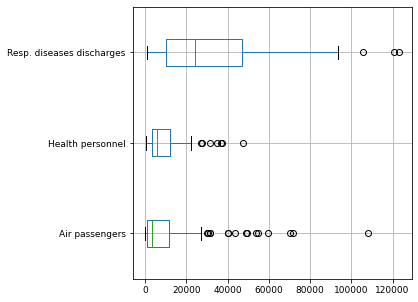 Resp. diseases discharges
Health personnel
Air passengers
0 20000 40000 60000 80000 100000 120000